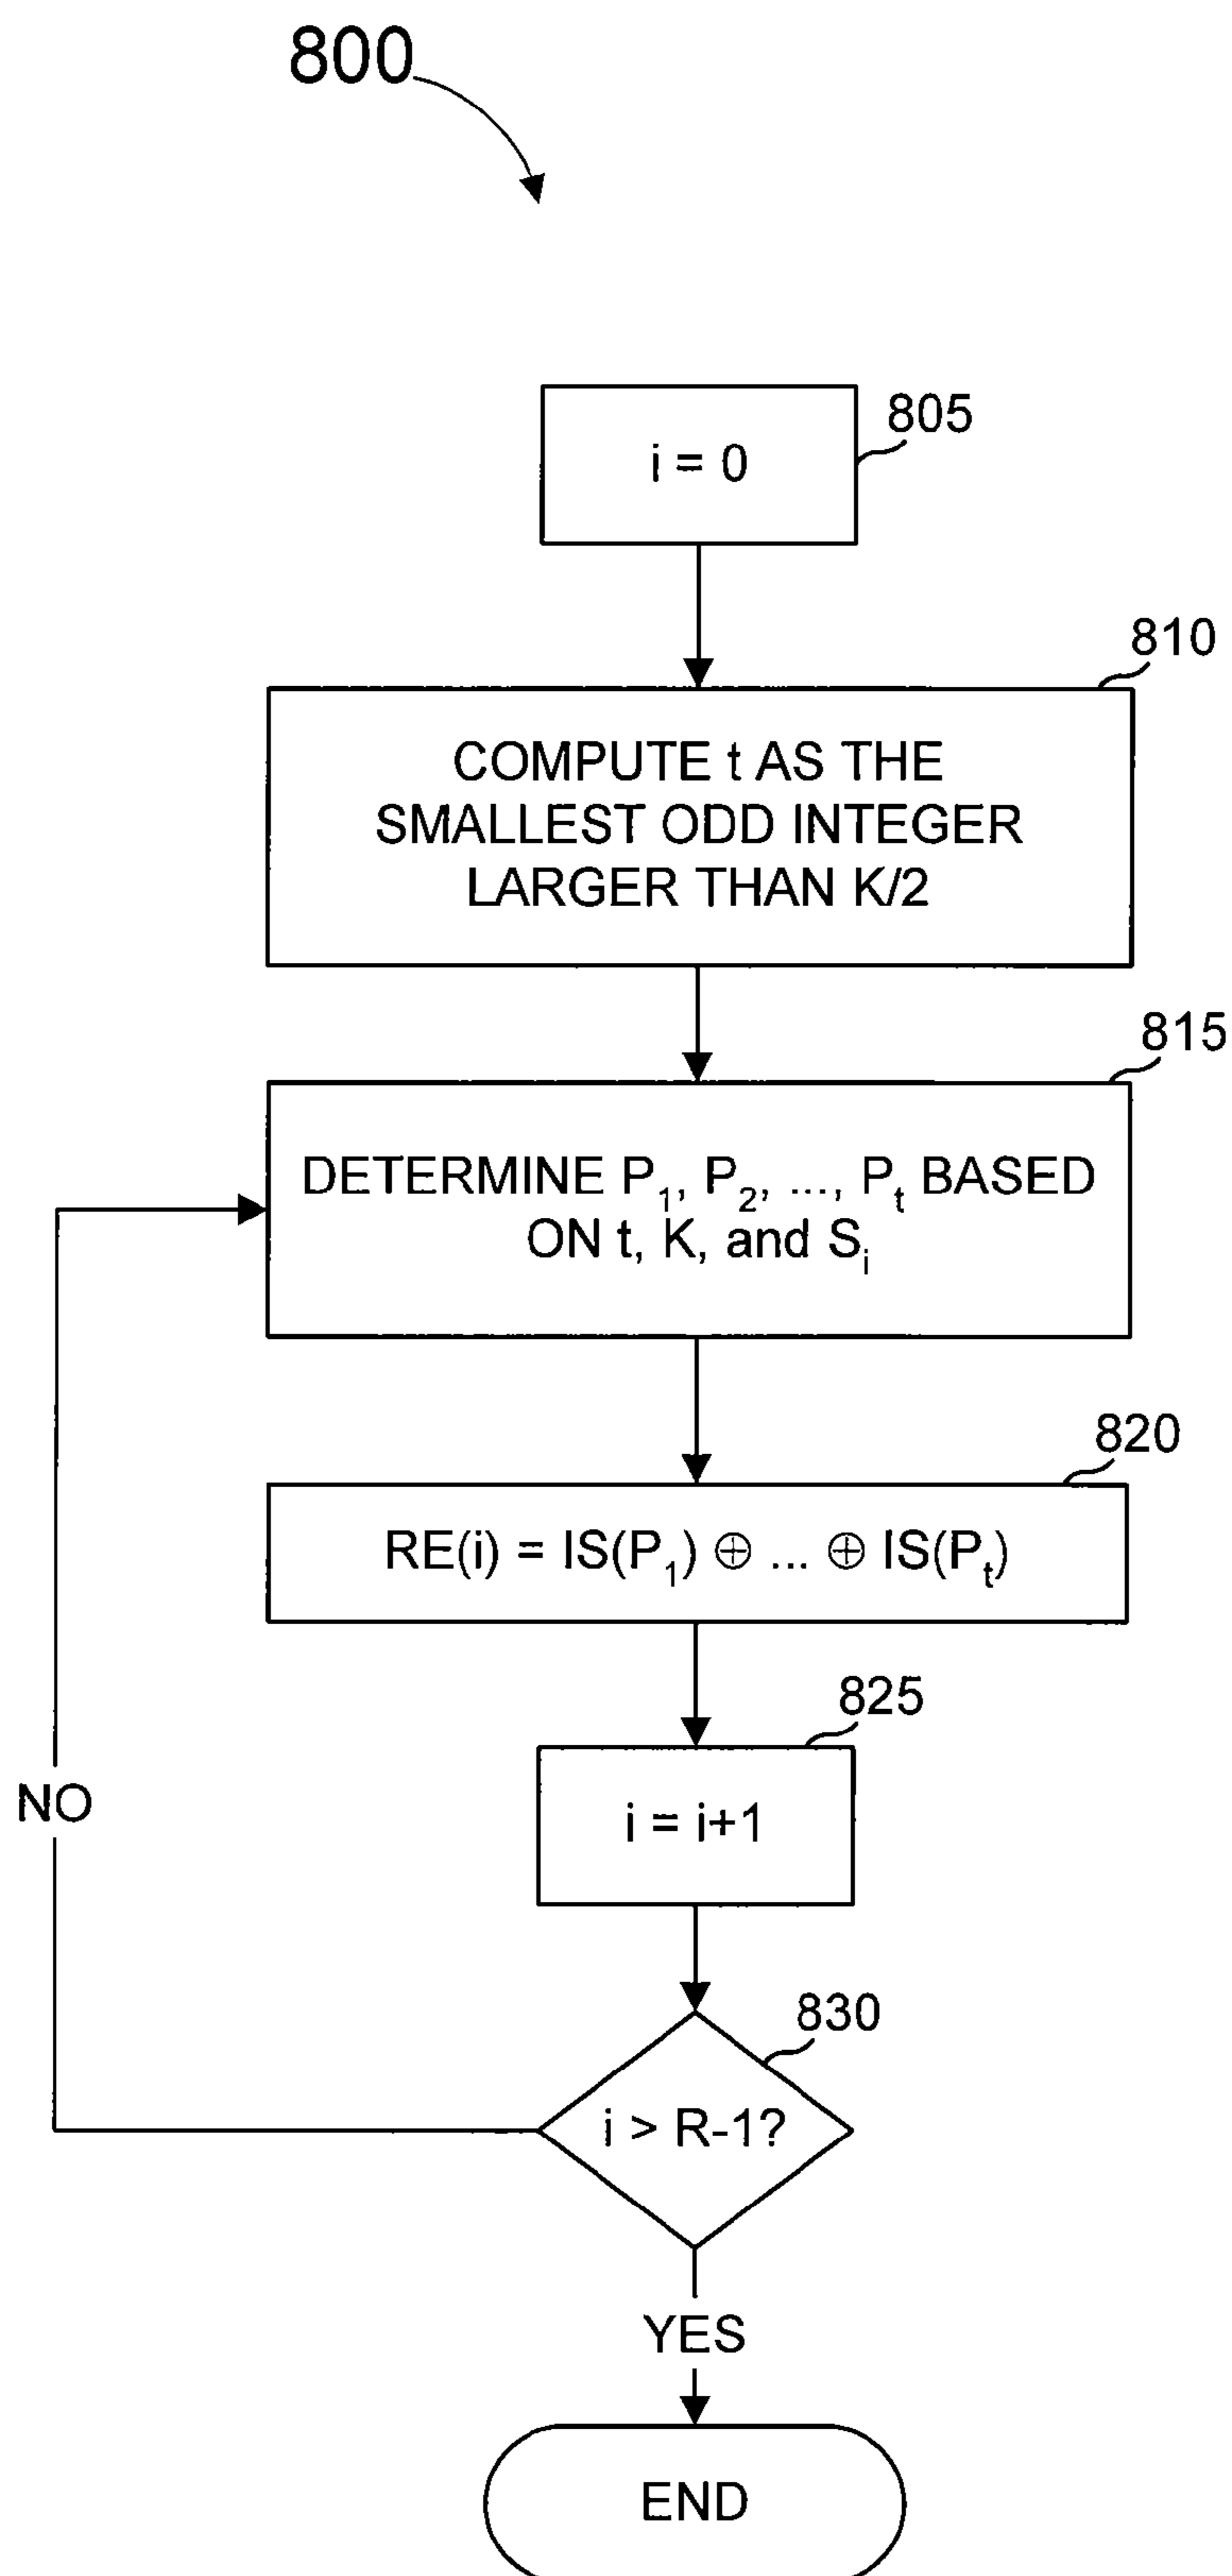 800
805
i = 0
810
COMPUTE t AS THE
SMALLEST ODD INTEGER
LARGER THAN K/2
815
DETERMINE P₁, P₂, ..., Pₜ BASED
ON t, K, and Sᵢ
820
RE(i) = IS(P₁) ⊕ ... ⊕ IS(Pₜ)
825
i = i+1
NO
830
i > R-1?
YES
END